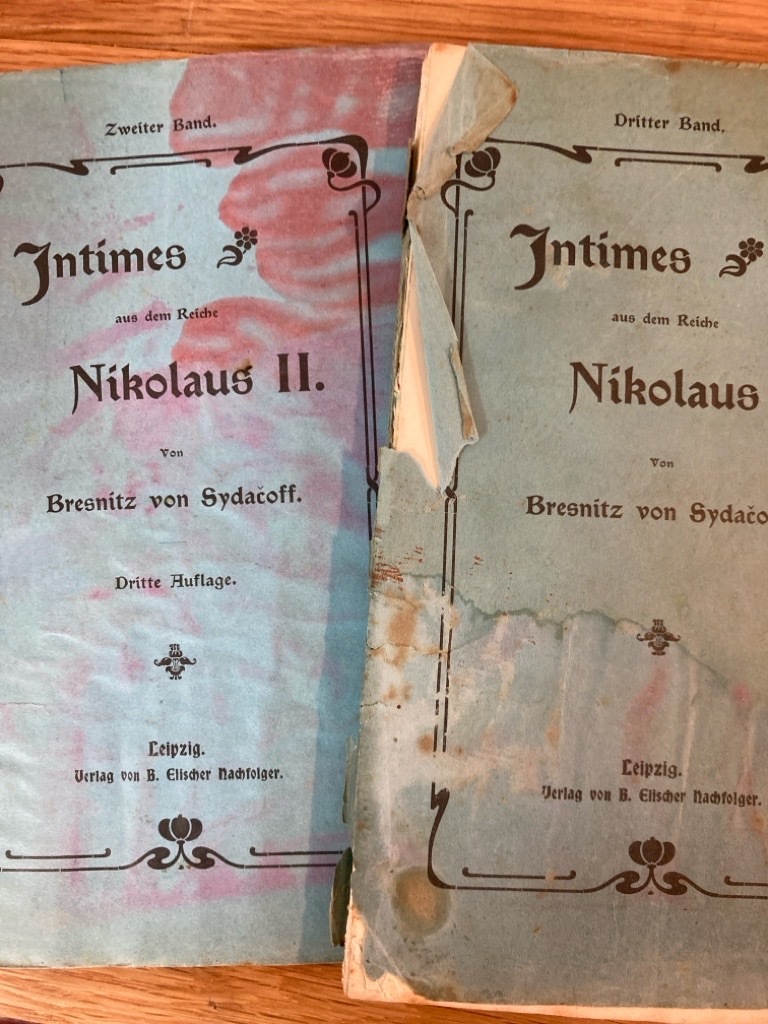 Zweiter Band.
Intimes
aus dem Reiche
Nikolaus II.
Von
Bresnitz von Sydačoff.
Dritte Auflage.
Leipzig.
Verlag von B. Elischer Nachfolger.
Dritter Band.
Intimes
aus dem Reiche
Nikolaus
Von
Bresnitz von Sydačo
Leipzig.
Verlag von B. Elischer Nachfolger.